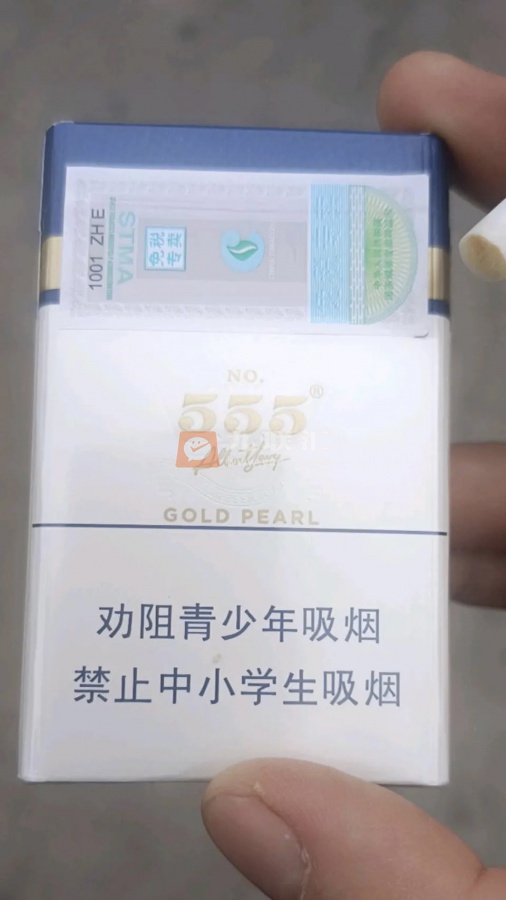 1001 ZHE
STMA
免税
专卖
NO.
555®
GOLD PEARL
劝阻青少年吸烟
禁止中小学生吸烟